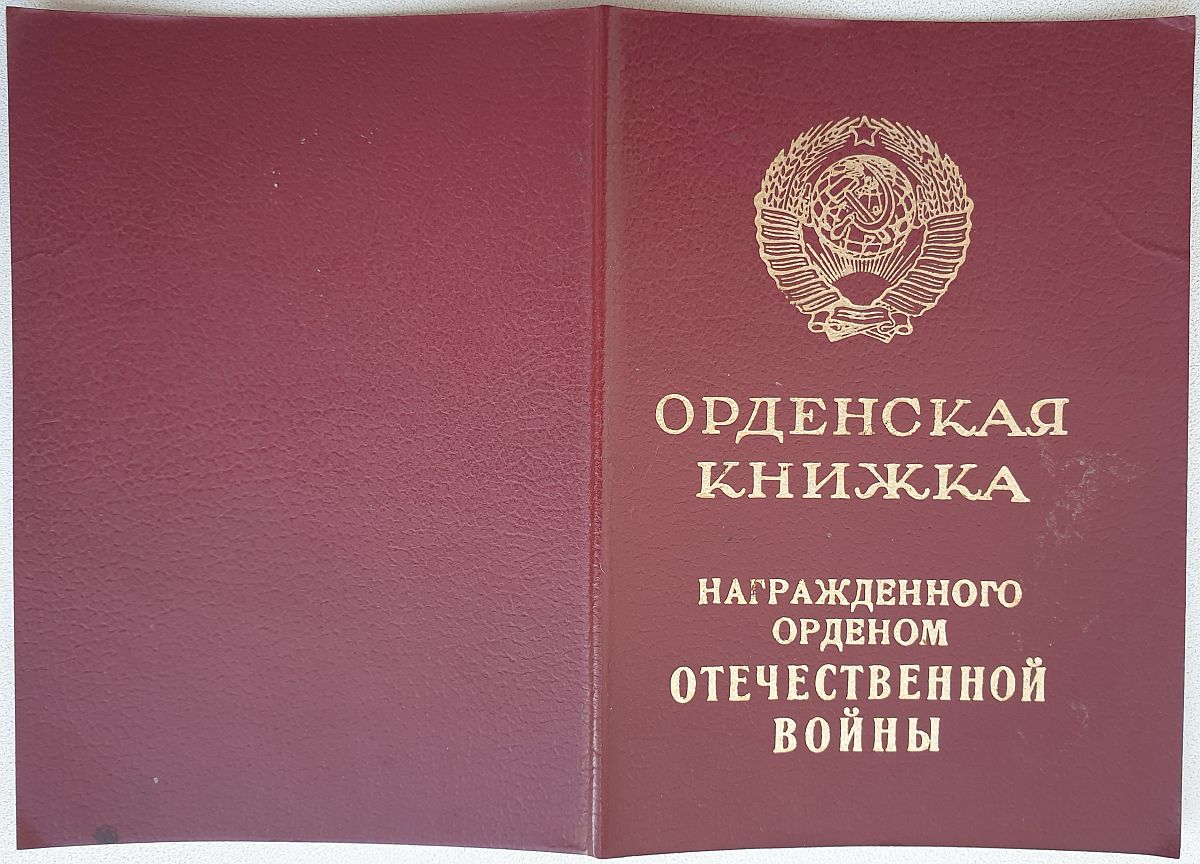 ОРДЕНСКАЯ
КНИЖКА
НАГРАЖДЕННОГО
ОРДЕНОМ
ОТЕЧЕСТВЕННОЙ
ВОЙНЫ